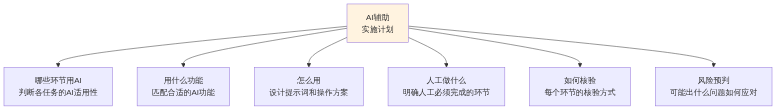 AI辅助
实施计划
哪些环节用AI
判断各任务的AI适用性
用什么功能
匹配合适的AI功能
怎么用
设计提示词和操作方案
人工做什么
明确人工必须完成的环节
如何核验
每个环节的核验方式
风险预判
可能出什么问题如何应对